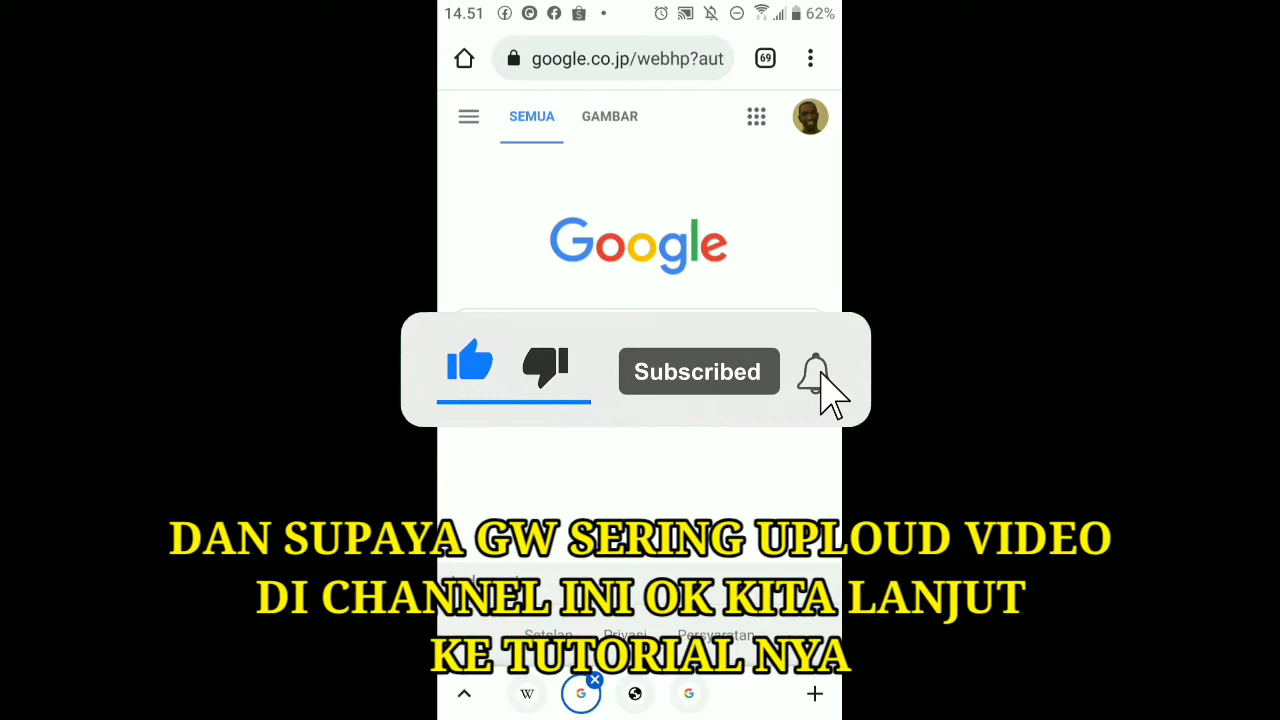 14.51
62%
google.co.jp/webhp?aut
69
SEMUA GAMBAR
Google
Subscribed
DAN SUPAYA GW SERING UPLOUD VIDEO
DI CHANNEL INI OK KITA LANJUT
Setelan Privasi Persyaratan
KE TUTORIAL NYA
W